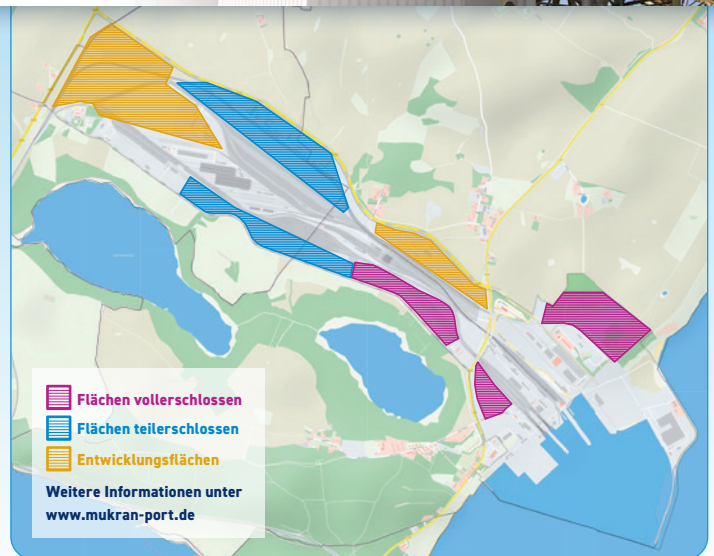 Flächen vollerschlossen
Flächen teilerschlossen
Entwicklungsflächen
Weitere Informationen unter
www.mukran-port.de